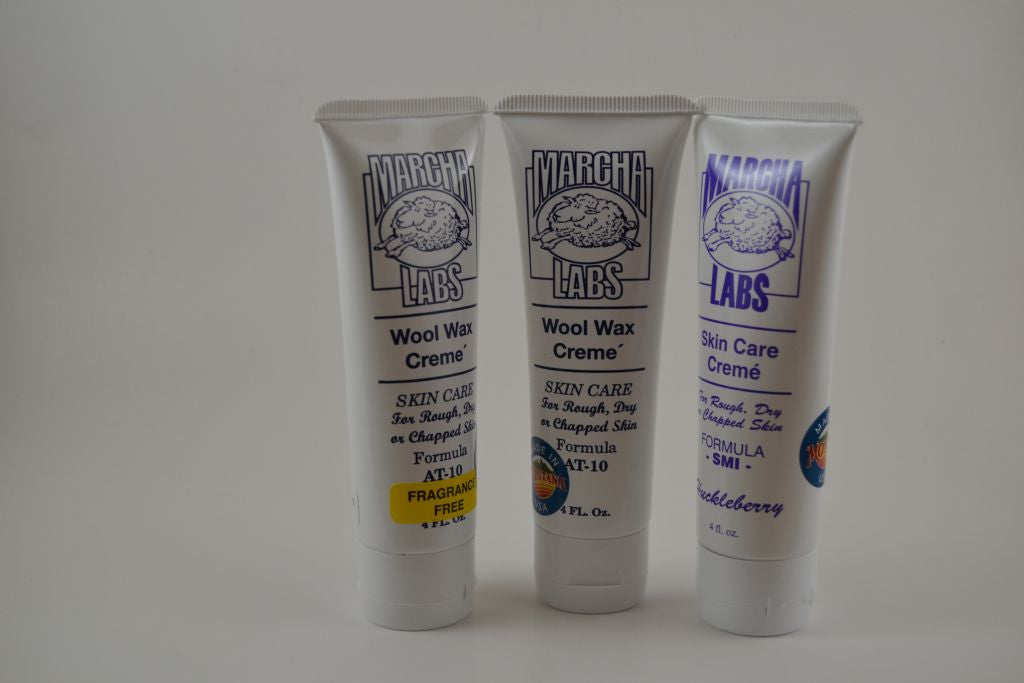 MARCHA
LABS
Wool Wax
Creme´
SKIN CARE
For Rough, Dry
or Chapped Skin
Formula
AT-10
FRAGRANCE
FREE
4 FL. Oz.
MARCHA
LABS
Wool Wax
Creme´
SKIN CARE
For Rough, Dry
or Chapped Skin
Formula
AT-10
MADE IN
MONTANA
USA
4 FL. Oz.
MARCHA
LABS
Skin Care
Cremé
For Rough, Dry
or Chapped Skin
FORMULA
- SMI -
Huckleberry
4 fl. oz.